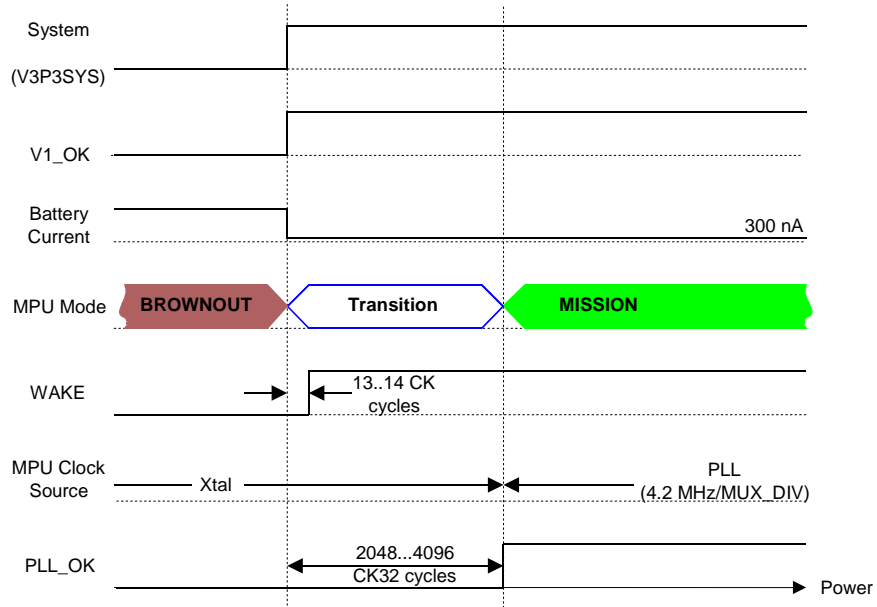 System
(V3P3SYS)
V1_OK
Battery
Current
300 nA
MPU Mode
BROWNOUT
Transition
MISSION
WAKE
13..14 CK
cycles
MPU Clock
Source
Xtal
PLL
(4.2 MHz/MUX_DIV)
PLL_OK
2048...4096
CK32 cycles
Power